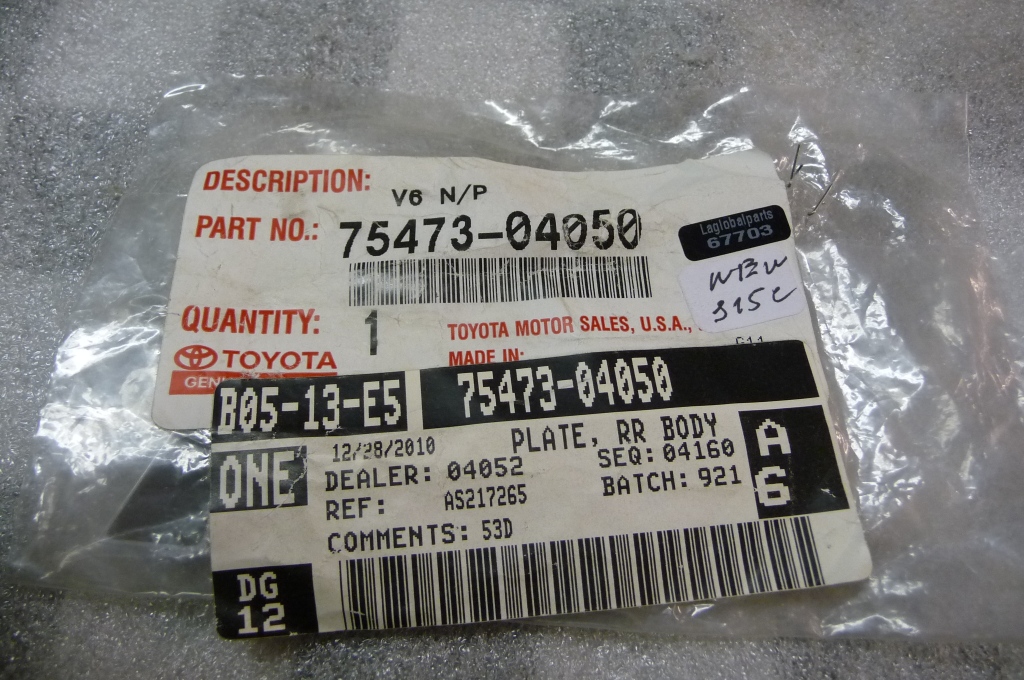 DESCRIPTION: V6 N/P
PART NO.: 75473-04050
Laglobalparts
67703
QUANTITY: 1
TOYOTA MOTOR SALES, U.S.A.,
TOYOTA
MADE IN:
B05-13-E5 75473-04050
PLATE, RR BODY
ONE
12/28/2010
DEALER: 04052
SEQ: 04160
REF: AS217265
BATCH: 921
A
6
COMMENTS: 53D
DG
12